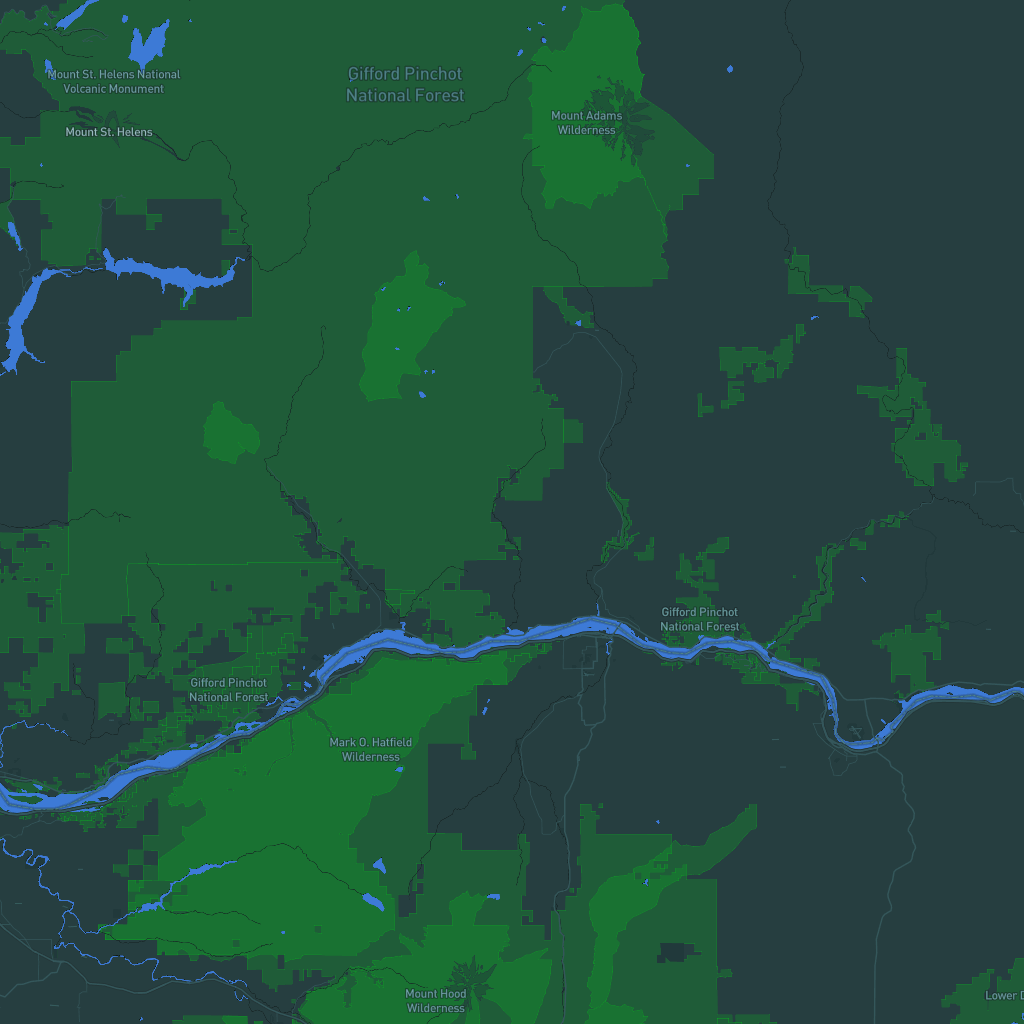 Gifford Pinchot
National Forest
Mount St. Helens National
Volcanic Monument
Mount St. Helens
Mount Adams
Wilderness
Gifford Pinchot
National Forest
Gifford Pinchot
National Forest
Mark O. Hatfield
Wilderness
Mount Hood
Wilderness
Lower D